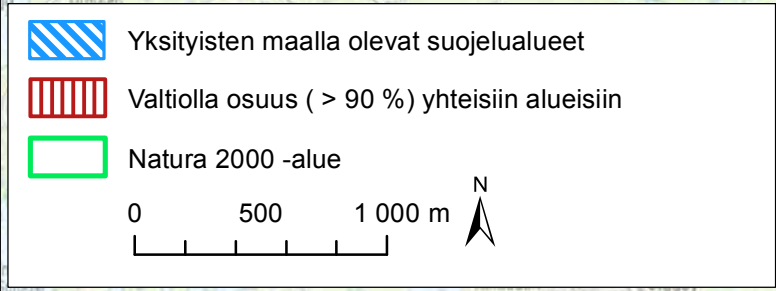 Yksityisten maalla olevat suojelualueet
Valtiolla osuus ( > 90 %) yhteisiin alueisiin
Natura 2000 -alue
N
0 500 1 000 m